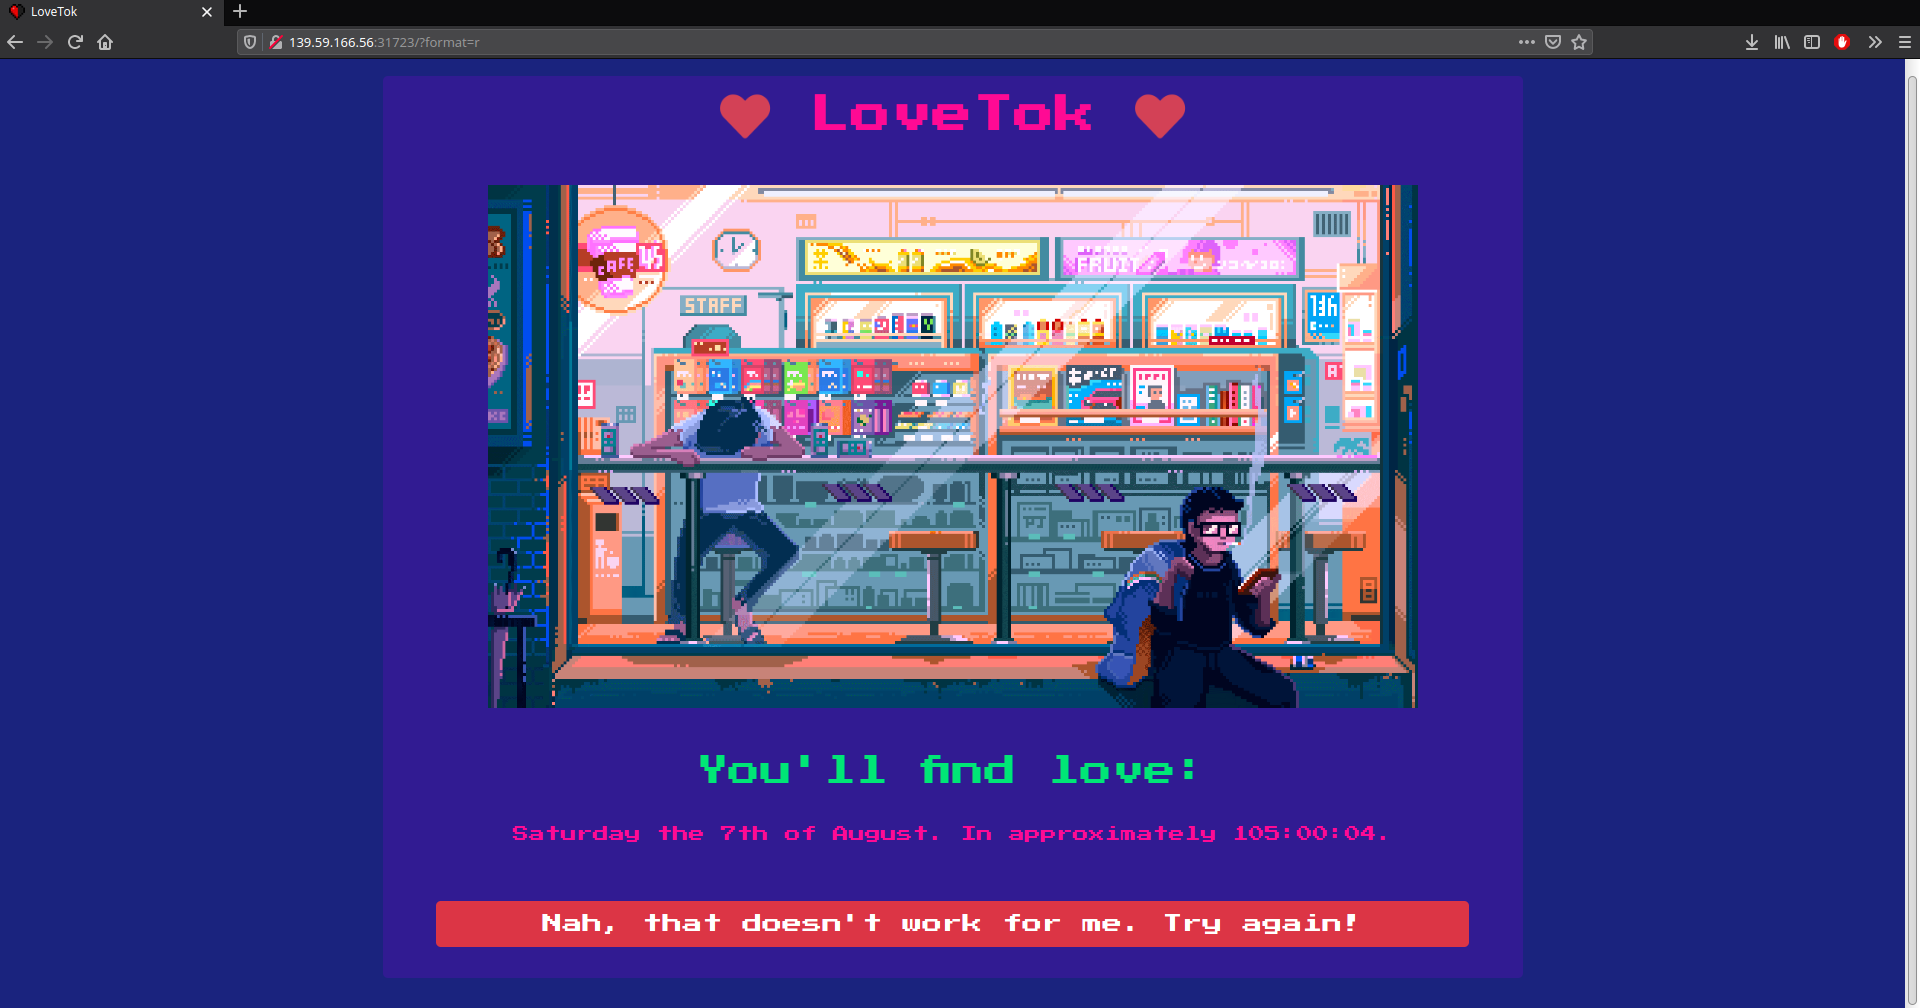 LoveTok
139.59.166.56:31723/?format=r
LoveTok
CAFE
45
STAFF
FRUIT
You'll find love:
Saturday the 7th of August. In approximately 105:00:04.
Nah, that doesn't work for me. Try again!